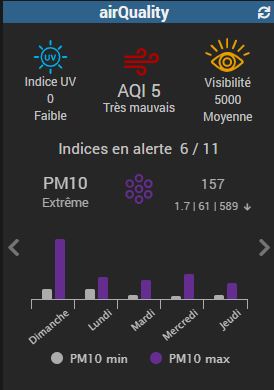 airQuality
UV
Indice UV
0
Faible
AQI 5
Très mauvais
Visibilité
5000
Moyenne
Indices en alerte 6 / 11
PM10
Extrême
157
1.7 | 61 | 589 ↓
Dimanche
Lundi
Mardi
Mercredi
Jeudi
PM10 min
PM10 max